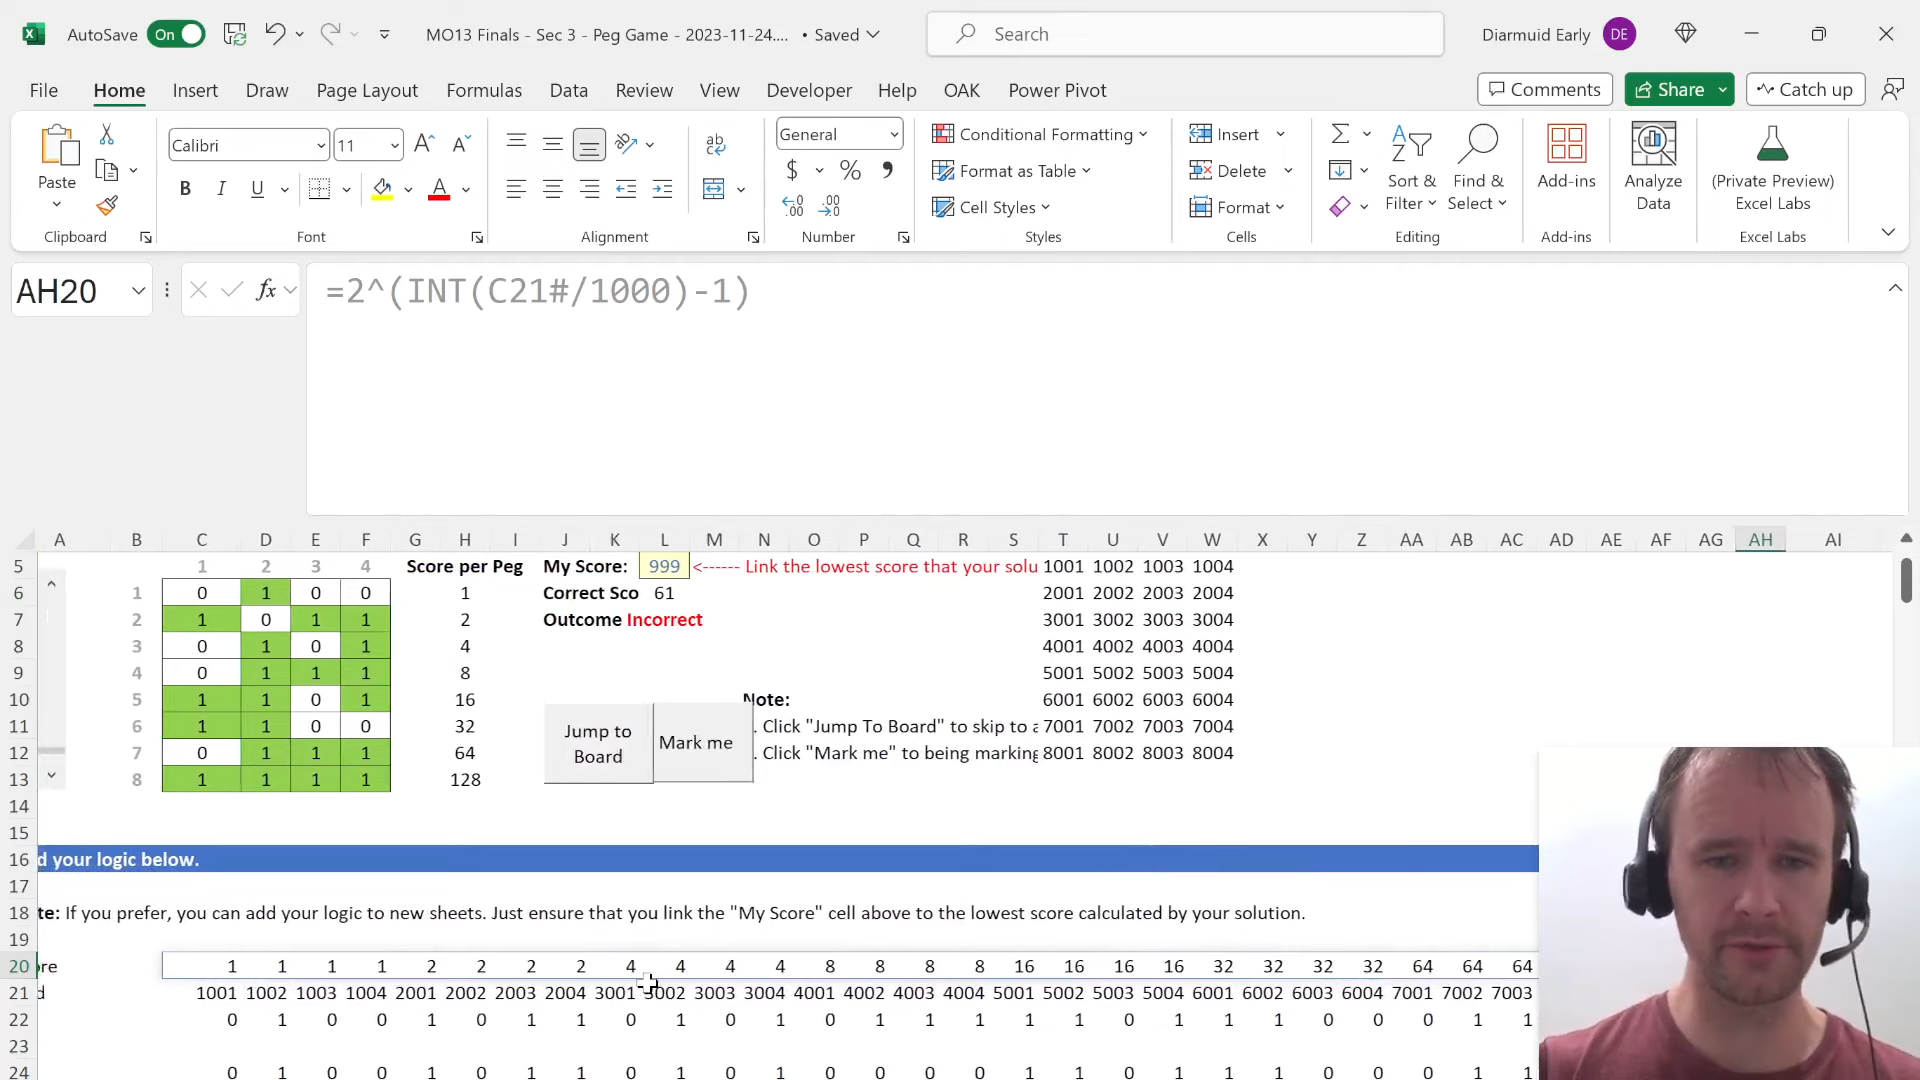 AutoSave On MO13 Finals - Sec 3 - Peg Game - 2023-11-24.... • Saved Search Diarmuid Early DE
File Home Insert Draw Page Layout Formulas Data Review View Developer Automate Help OAK Power Pivot Comments Share Catch up
Paste Calibri 11 General Conditional Formatting Insert
B I U Format as Table Delete Sort & Filter Find & Select Add-ins Analyze Data (Private Preview) Excel Labs
Cell Styles Format
Clipboard Font Alignment Number Styles Cells Editing Add-ins Excel Labs
AH20 fx =2^(INT(C21#/1000)-1)
A B C D E F G H I J K L M N O P Q R S T U V W X Y Z AA AB AC AD AE AF AG AH AI
5 1 2 3 4 Score per Peg My Score: 999 <------ Link the lowest score that your solu 1001 1002 1003 1004
6 1 0 1 0 0 1 Correct Sco 61 2001 2002 2003 2004
7 2 1 0 1 1 2 Outcome Incorrect 3001 3002 3003 3004
8 3 0 1 0 1 4 4001 4002 4003 4004
9 4 0 1 1 1 8 5001 5002 5003 5004
10 5 1 1 0 1 16 Note: 6001 6002 6003 6004
11 6 1 1 0 0 32 Jump to Board Mark me . Click "Jump To Board" to skip to a 7001 7002 7003 7004
12 7 0 1 1 1 64 . Click "Mark me" to being marking 8001 8002 8003 8004
13 8 1 1 1 1 128
14
15
16 d your logic below.
17
18 te: If you prefer, you can add your logic to new sheets. Just ensure that you link the "My Score" cell above to the lowest score calculated by your solution.
19
20 re 1 1 1 1 2 2 2 2 4 4 4 4 8 8 8 8 16 16 16 16 32 32 32 32 64 64 64
21 d 1001 1002 1003 1004 2001 2002 2003 2004 3001 3002 3003 3004 4001 4002 4003 4004 5001 5002 5003 5004 6001 6002 6003 6004 7001 7002 7003
22 0 1 0 0 1 0 1 1 0 1 0 1 0 1 1 1 1 1 0 1 1 1 0 0 0 1 1
23
24 0 1 0 0 1 0 1 1 0 1 0 1 0 0 0 0 1 1 0 1 1 1 0 0 0 1 1